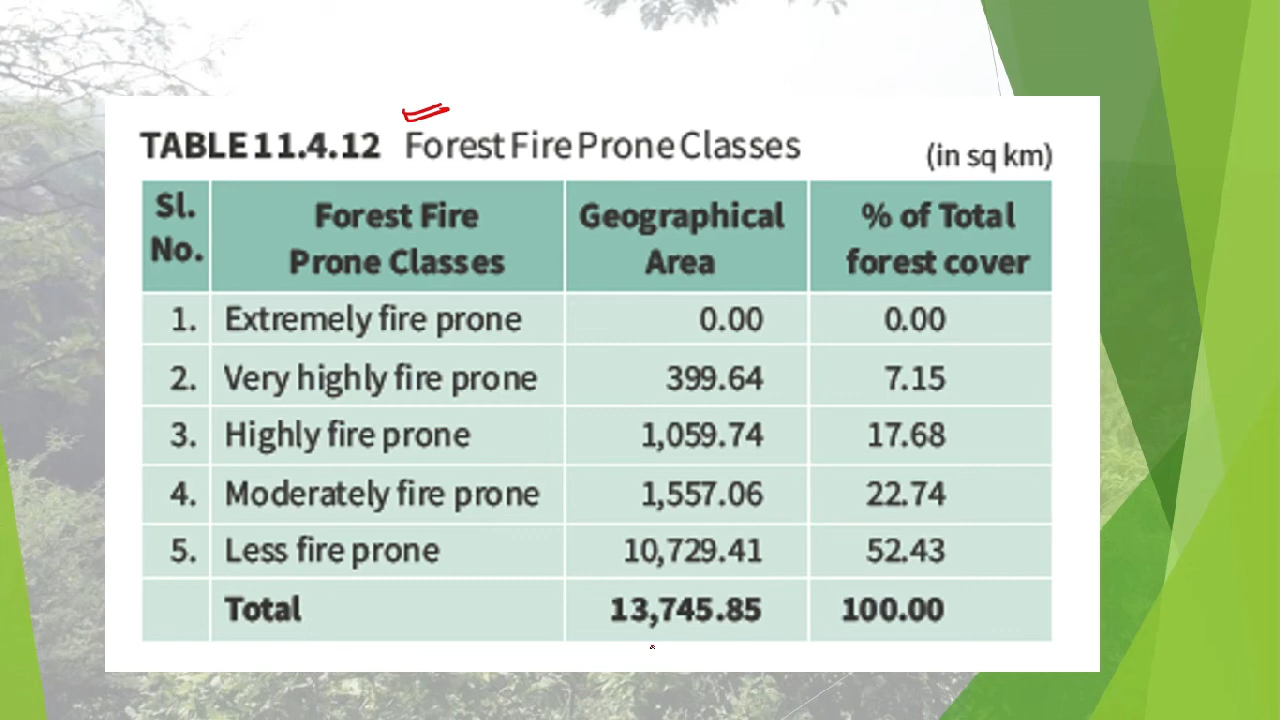 TABLE 11.4.12 Forest Fire Prone Classes
(in sq km)
Sl. No. Forest Fire Prone Classes Geographical Area % of Total forest cover
1. Extremely fire prone 0.00 0.00
2. Very highly fire prone 399.64 7.15
3. Highly fire prone 1,059.74 17.68
4. Moderately fire prone 1,557.06 22.74
5. Less fire prone 10,729.41 52.43
Total 13,745.85 100.00